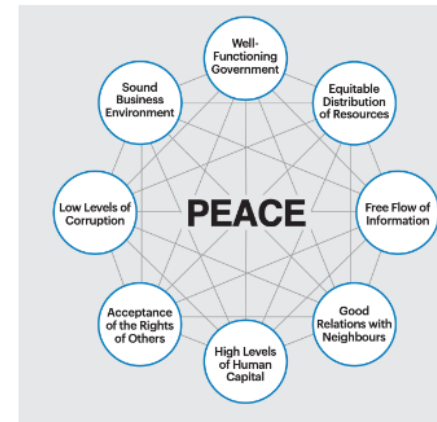 Well-
Functioning
Government
Sound
Business
Environment
Equitable
Distribution
of Resources
Low Levels of
Corruption
PEACE
Free Flow of
Information
Acceptance
of the Rights
of Others
Good
Relations with
Neighbours
High Levels
of Human
Capital